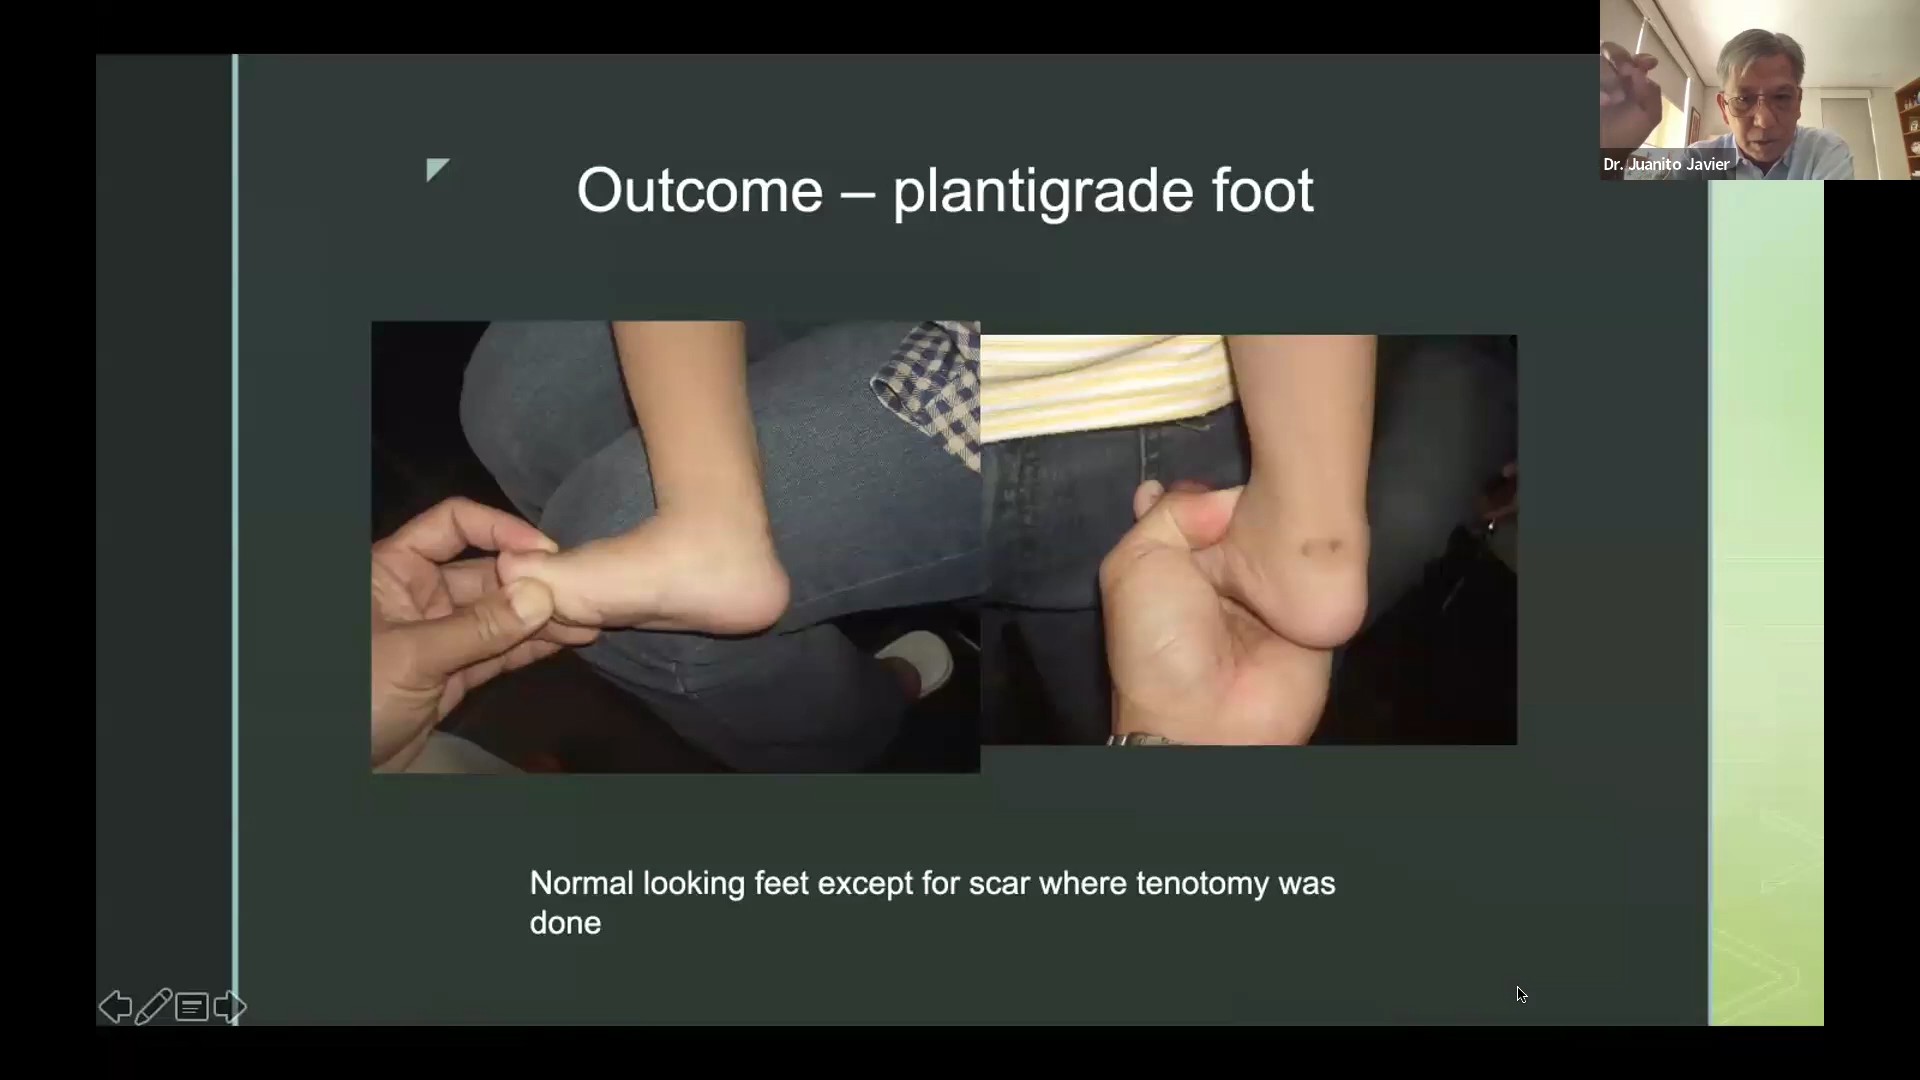 Dr. Juanito Javier
Outcome – plantigrade foot
Normal looking feet except for scar where tenotomy was
done